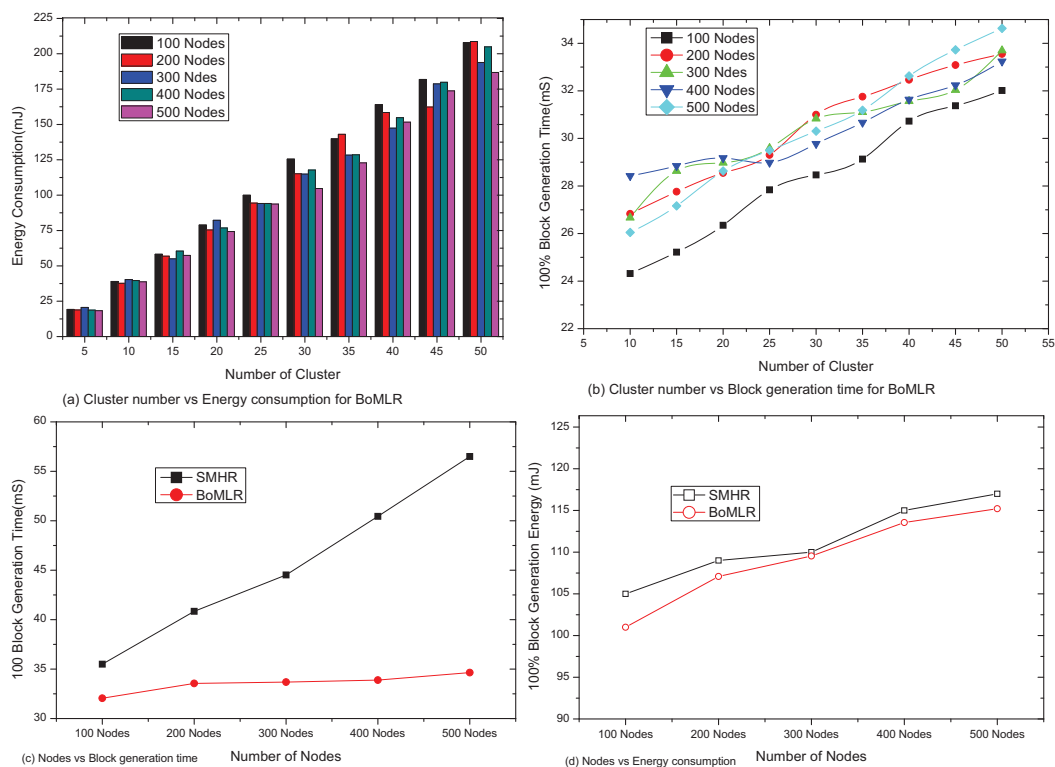 225
200
175
150
125
100
75
50
25
0
Energy Consumption(mJ)
100 Nodes
200 Nodes
300 Ndes
400 Nodes
500 Nodes
5 10 15 20 25 30 35 40 45 50
Number of Cluster
(a) Cluster number vs Energy consumption for BoMLR
34
32
30
28
26
24
22
100% Block Generation Time(mS)
100 Nodes
200 Nodes
300 Ndes
400 Nodes
500 Nodes
5 10 15 20 25 30 35 40 45 50 55
Number of Cluster
(b) Cluster number vs Block generation time for BoMLR
60
55
50
45
40
35
30
100 Block Generation Time(mS)
SMHR
BoMLR
100 Nodes 200 Nodes 300 Nodes 400 Nodes 500 Nodes
Number of Nodes
(c) Nodes vs Block generation time
125
120
115
110
105
100
95
90
100% Block Generation Energy (mJ)
SMHR
BoMLR
100 Nodes 200 Nodes 300 Nodes 400 Nodes 500 Nodes
Number of Nodes
(d) Nodes vs Energy consumption